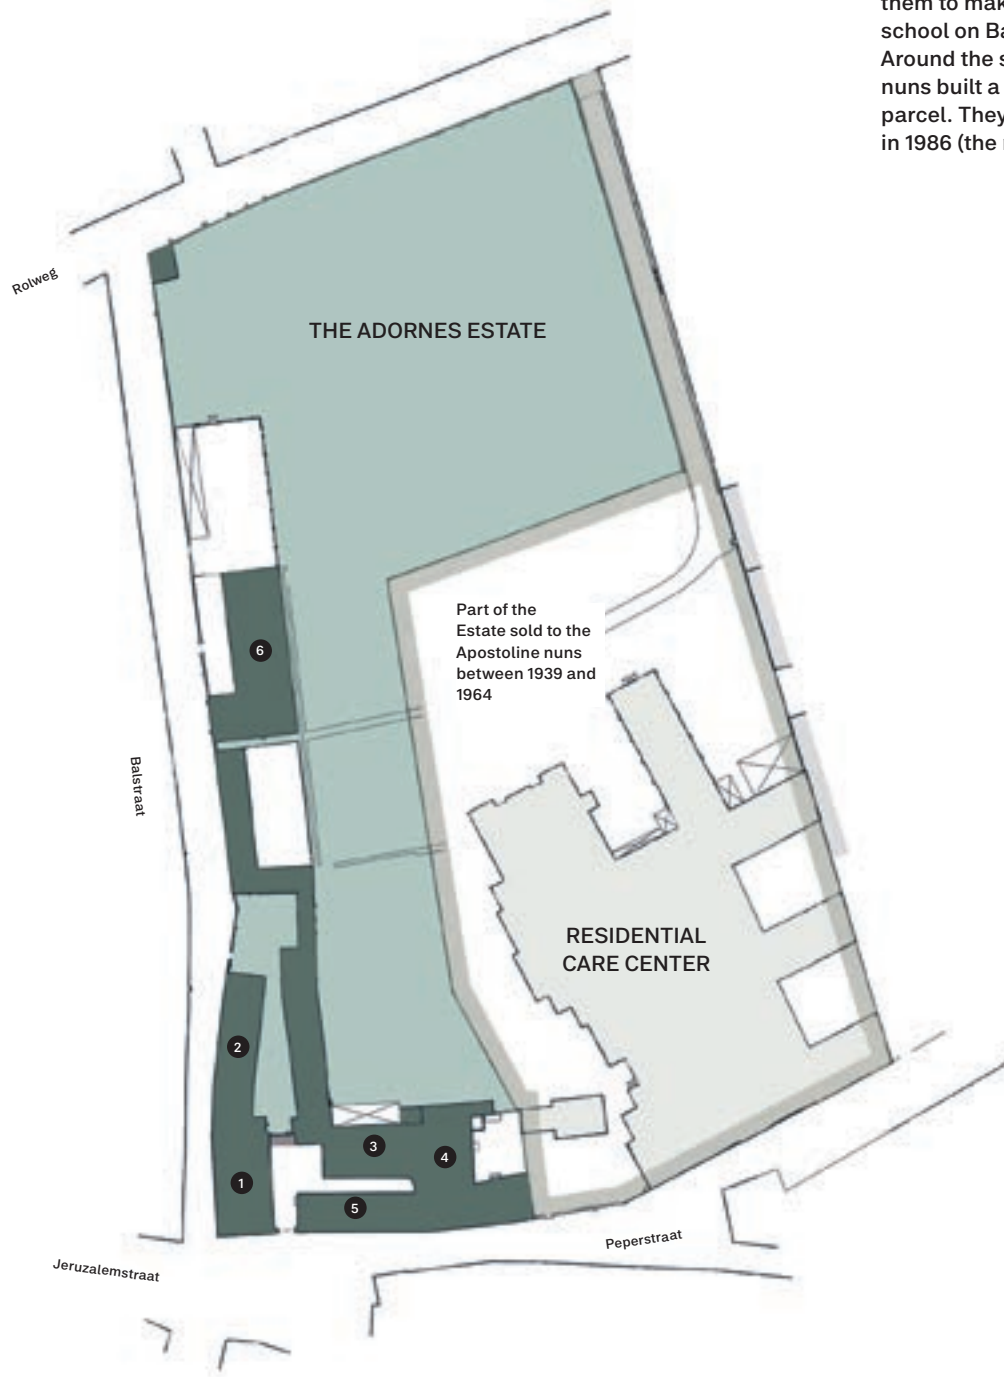 them to mak
school on Ba
Around the s
nuns built a
parcel. They
in 1986 (the
Rolweg
THE ADORNES ESTATE
Part of the
Estate sold to the
Apostoline nuns
between 1939 and
1964
6
Balstraat
RESIDENTIAL
CARE CENTER
2
3
4
1
5
Peperstraat
Jeruzalemstraat